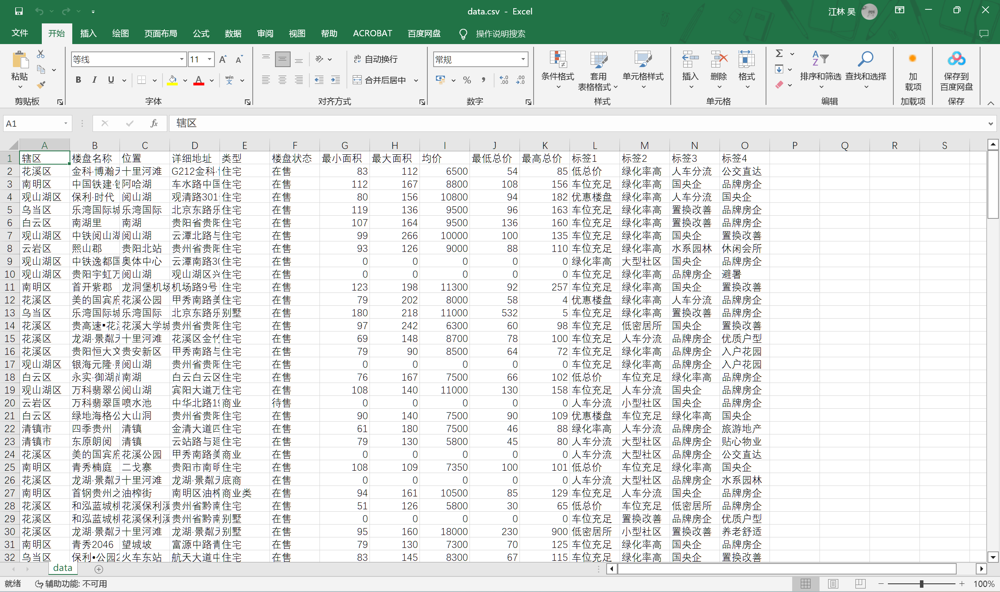 data.csv - Excel
江林 吴
文件 开始 插入 绘图 页面布局 公式 数据 审阅 视图 帮助 ACROBAT 百度网盘 操作说明搜索
粘贴
剪贴板
等线 11
B I U wén 文
字体
ab c 自动换行
合并后居中
对齐方式
常规
% , .0 .00 .00 .0
数字
条件格式 套用 表格格式 单元格样式
样式
插入 删除 格式
单元格
Σ 排序和筛选 查找和选择
编辑
加 载项
加载项
保存到 百度网盘
保存
A1 fx 辖区
A B C D E F G H I J K L M N O P Q R S
1 辖区 楼盘名称 位置 详细地址 类型 楼盘状态 最小面积 最大面积 均价 最低总价 最高总价 标签1 标签2 标签3 标签4
2 花溪区 金科·博瀚 十里河滩 G212金科· 住宅 在售 83 112 6500 54 85 低总价 绿化率高 人车分流 公交直达
3 南明区 中国铁建· 阿哈湖 车水路中国 住宅 在售 112 167 8800 108 156 车位充足 绿化率高 国央企 品牌房企
4 观山湖区 保利·时代 阅山湖 观清路301 住宅 在售 80 156 10800 94 182 优惠楼盘 绿化率高 人车分流 国央企
5 乌当区 乐湾国际城 乐湾国际 北京东路乐 住宅 在售 119 136 9500 96 163 车位充足 绿化率高 置换改善 品牌房企
6 白云区 南湖里 南湖 贵阳省贵阳 住宅 在售 107 164 9500 136 160 车位充足 绿化率高 置换改善 品牌房企
7 观山湖区 中铁阅山湖 阅山湖 云潭北路与 住宅 在售 99 266 10000 100 135 车位充足 绿化率高 国央企 置换改善
8 云岩区 熙山郡 贵阳北站 贵州省贵阳 住宅 在售 93 126 9000 88 110 车位充足 绿化率高 水系园林 休闲会所
9 观山湖区 中铁逸都国 奥体中心 云潭南路30 住宅 在售 0 0 0 0 0 绿化率高 大型社区 国央企 品牌房企
10 观山湖区 贵阳宇虹万 阅山湖 观山湖区兴 住宅 在售 0 0 0 0 0 车位充足 绿化率高 品牌房企 避暑
11 南明区 首开紫郡 龙洞堡机场 机场路9号 住宅 在售 123 198 11300 92 257 车位充足 绿化率高 国央企 置换改善
12 花溪区 美的国宾府 花溪公园 甲秀南路美 住宅 在售 79 202 8000 58 4 优惠楼盘 绿化率高 人车分流 品牌房企
13 乌当区 乐湾国际城 乐湾国际 北京东路乐 别墅 在售 180 218 11000 532 5 车位充足 绿化率高 置换改善 品牌房企
14 花溪区 贵高速▪花溪 花溪大学城 贵州省贵阳 住宅 在售 97 242 6300 60 98 车位充足 低密居所 国央企 置换改善
15 花溪区 龙湖·景粼天 十里河滩 花溪区金竹 住宅 在售 69 148 8700 78 100 车位充足 人车分流 品牌房企 优质户型
16 花溪区 贵阳恒大文 贵安新区 甲秀南路与 住宅 在售 79 90 8500 64 72 车位充足 绿化率高 品牌房企 入户花园
17 观山湖区 银海元隆·熙 阅山湖 贵州省贵阳 住宅 在售 0 0 0 0 0 车位充足 绿化率高 品牌房企 入户花园
18 白云区 永实·御湖尚 南湖 白云白云区 住宅 在售 76 167 7500 66 102 低总价 车位充足 绿化率高 品牌房企
19 观山湖区 万科翡翠公 阅山湖 宾阳大道万 住宅 在售 108 140 11000 130 158 车位充足 人车分流 国央企 品牌房企
20 云岩区 万科翡翠国 喷水池 中华北路19 商业 待售 0 0 0 0 0 人车分流 小型社区 国央企 品牌房企
21 白云区 绿地海格公 大山洞 贵州省贵阳 住宅 在售 90 140 7500 90 109 优惠楼盘 车位充足 绿化率高 国央企
22 清镇市 四季贵州 清镇 金清大道四 住宅 在售 61 180 7500 46 88 绿化率高 人车分流 品牌房企 旅游地产
23 清镇市 东原朗阅 清镇 云站路与廻 住宅 在售 79 130 5800 45 80 人车分流 大型社区 品牌房企 贴心物业
24 花溪区 美的国宾府 花溪公园 甲秀南路美 商业 在售 0 0 0 0 0 人车分流 大型社区 品牌房企 公交直达
25 南明区 青秀楠庭 二戈寨 贵阳市南明 住宅 在售 108 109 7350 100 101 低总价 车位充足 绿化率高 国央企
26 花溪区 龙湖·景粼天 十里河滩 龙湖·景粼天 底商 在售 0 0 0 0 0 人车分流 大型社区 品牌房企 水系园林
27 南明区 首钢贵州之 油榨街 南明区油榨 商业类 在售 94 161 10500 85 129 车位充足 人车分流 国央企 品牌房企
28 花溪区 和泓蓝城桃 花溪保利溪 贵州省黔南 住宅 在售 51 126 5800 30 65 低总价 车位充足 低密居所 品牌房企
29 花溪区 和泓蓝城桃 花溪保利溪 贵州省黔南 别墅 在售 0 0 0 0 0 车位充足 置换改善 品牌房企 优质户型
30 花溪区 龙湖·景粼天 十里河滩 龙湖·景粼天 别墅 在售 95 160 18000 230 900 低密居所 小型社区 置换改善 养老舒适
31 南明区 青秀2046 望城坡 富源中路青 住宅 在售 79 130 7300 70 125 车位充足 绿化率高 国央企 品牌房企
32 乌当区 保利•公园2 火车东站 航天大道中 住宅 在售 83 145 8300 67 115 车位充足 绿化率高 国央企 置换改善
data
就绪 辅助功能: 不可用 100%